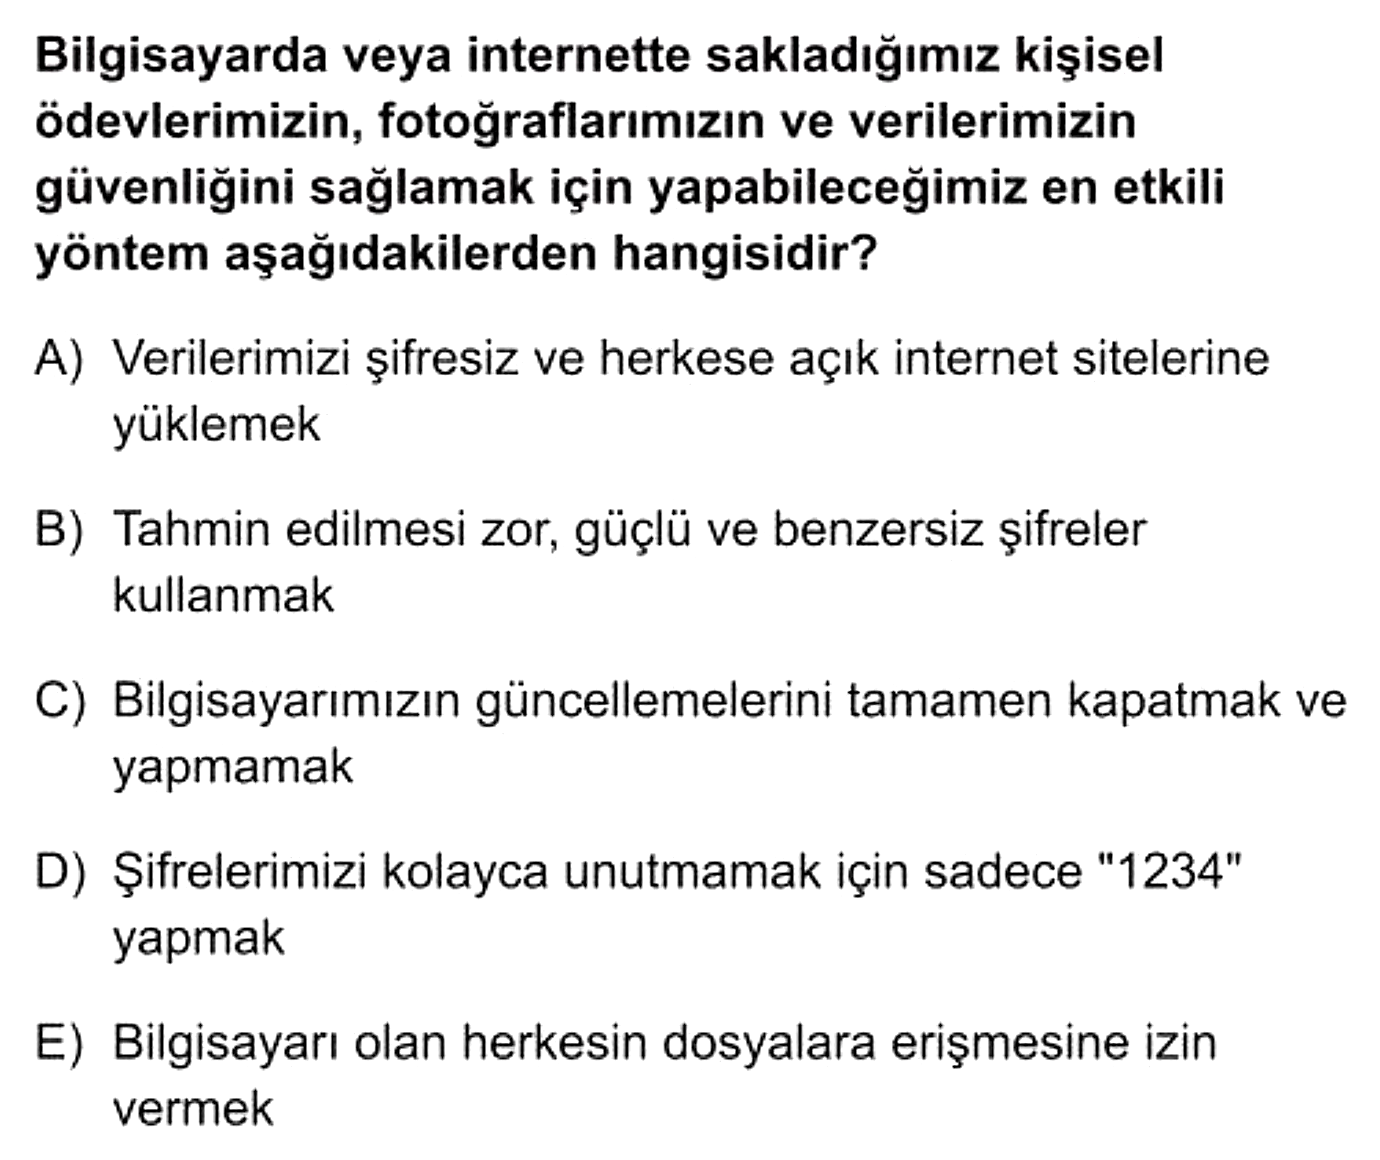 Bilgisayarda veya internette sakladığımız kişisel
ödevlerimizin, fotoğraflarımızın ve verilerimizin
güvenliğini sağlamak için yapabileceğimiz en etkili
yöntem aşağıdakilerden hangisidir?
A) Verilerimizi şifresiz ve herkese açık internet sitelerine
yüklemek
B) Tahmin edilmesi zor, güçlü ve benzersiz şifreler
kullanmak
C) Bilgisayarımızın güncellemelerini tamamen kapatmak ve
yapmamak
D) Şifrelerimizi kolayca unutmamak için sadece "1234"
yapmak
E) Bilgisayarı olan herkesin dosyalara erişmesine izin
vermek